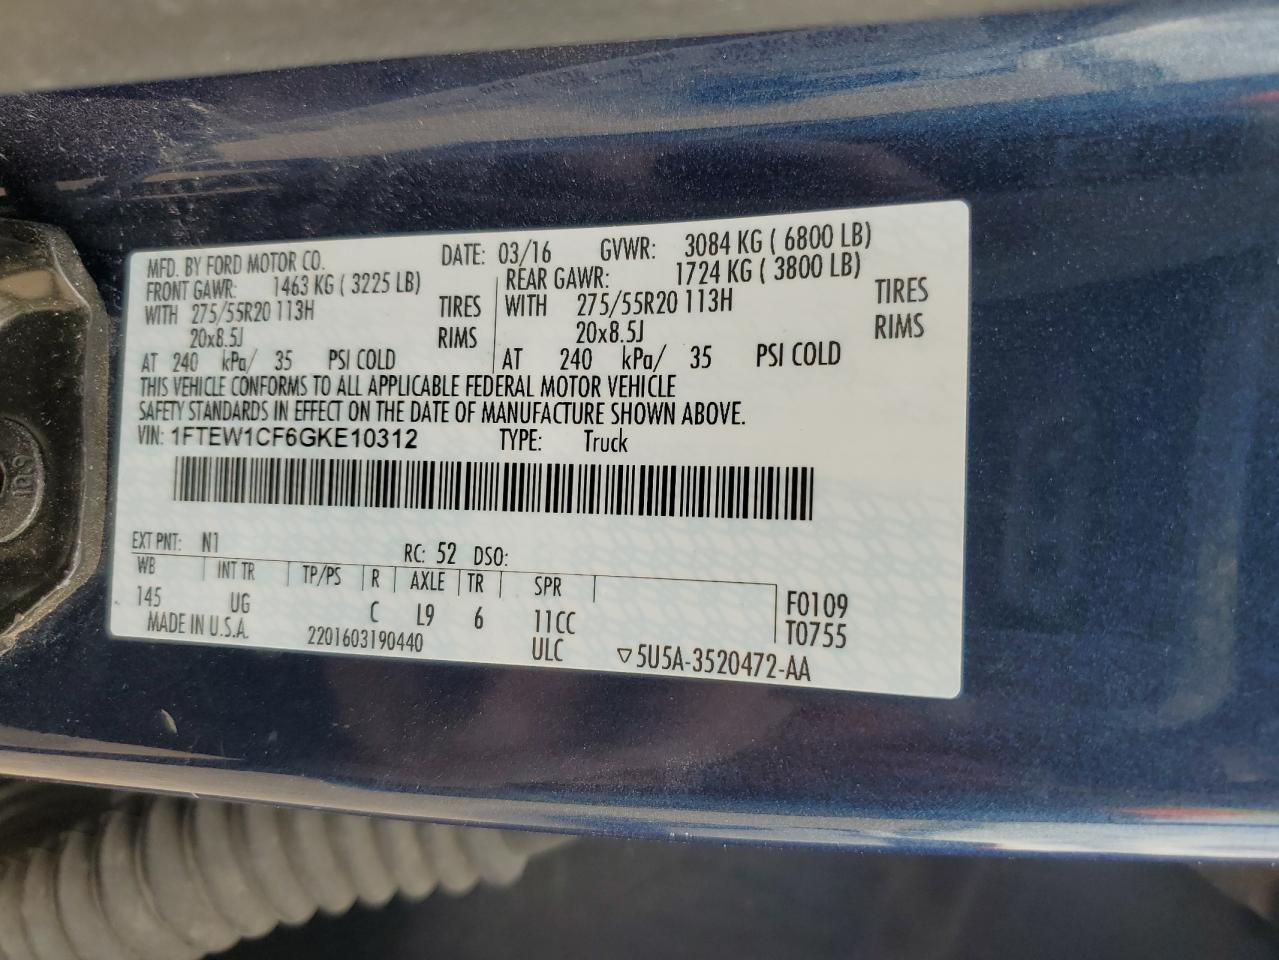 MFD. BY FORD MOTOR CO. DATE: 03/16 GVWR: 3084 KG ( 6800 LB)
FRONT GAWR: 1463 KG ( 3225 LB) REAR GAWR: 1724 KG ( 3800 LB)
WITH 275/55R20 113H TIRES WITH 275/55R20 113H TIRES
20x8.5J RIMS 20x8.5J RIMS
AT 240 kPa/ 35 PSI COLD AT 240 kPa/ 35 PSI COLD
THIS VEHICLE CONFORMS TO ALL APPLICABLE FEDERAL MOTOR VEHICLE
SAFETY STANDARDS IN EFFECT ON THE DATE OF MANUFACTURE SHOWN ABOVE.
VIN: 1FTEW1CF6GKE10312 TYPE: Truck
EXT PNT: N1 RC: 52 DSO:
WB INT TR TP/PS R AXLE TR SPR
145 UG C L9 6 11CC F0109
MADE IN U.S.A. 2201603190440 ULC ▽5U5A-3520472-AA T0755